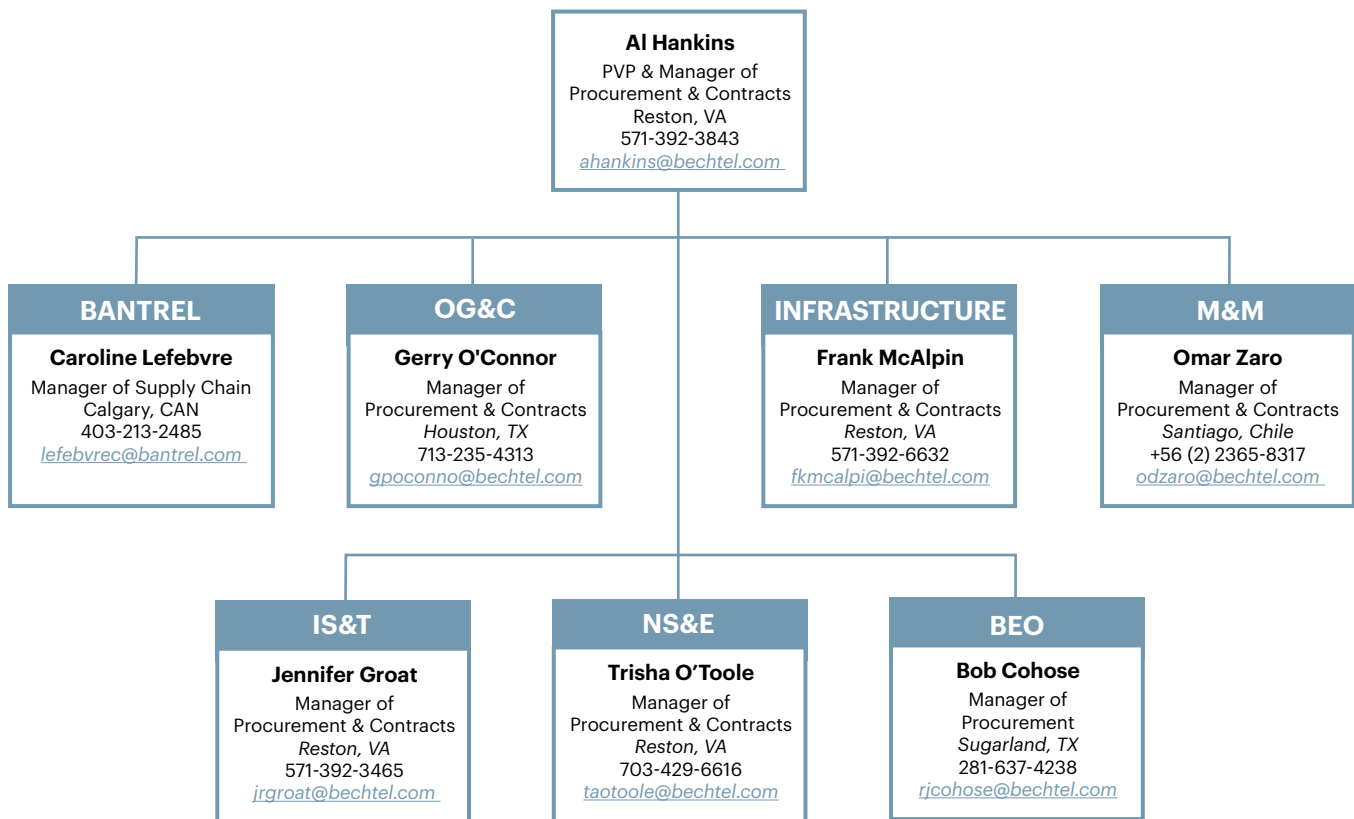 Al Hankins
PVP & Manager of
Procurement & Contracts
Reston, VA
571-392-3843
ahankins@bechtel.com
BANTREL
Caroline Lefebvre
Manager of Supply Chain
Calgary, CAN
403-213-2485
lefebvrec@bantrel.com
OG&C
Gerry O'Connor
Manager of
Procurement & Contracts
Houston, TX
713-235-4313
gpoconno@bechtel.com
INFRASTRUCTURE
Frank McAlpin
Manager of
Procurement & Contracts
Reston, VA
571-392-6632
fkmcalpi@bechtel.com
M&M
Omar Zaro
Manager of
Procurement & Contracts
Santiago, Chile
+56 (2) 2365-8317
odzaro@bechtel.com
IS&T
Jennifer Groat
Manager of
Procurement & Contracts
Reston, VA
571-392-3465
jrgroat@bechtel.com
NS&E
Trisha O’Toole
Manager of
Procurement & Contracts
Reston, VA
703-429-6616
taotoole@bechtel.com
BEO
Bob Cohose
Manager of
Procurement
Sugarland, TX
281-637-4238
rjcohose@bechtel.com